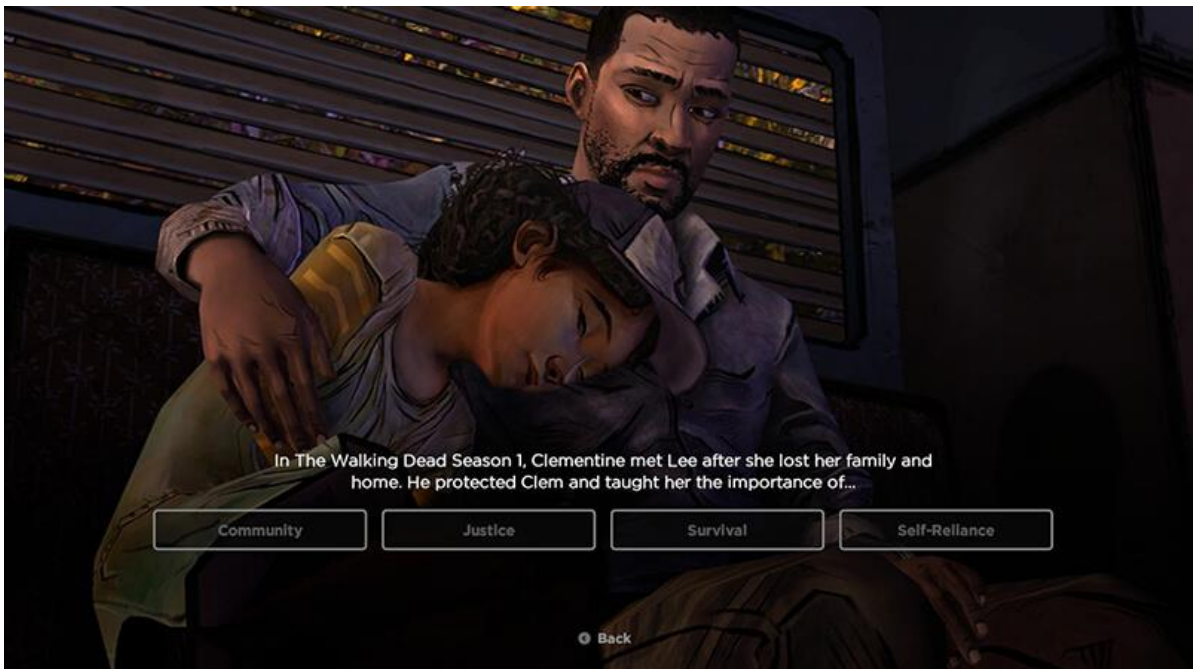 In The Walking Dead Season 1, Clementine met Lee after she lost her family and
home. He protected Clem and taught her the importance of...
Community
Justice
Survival
Self-Reliance
Back